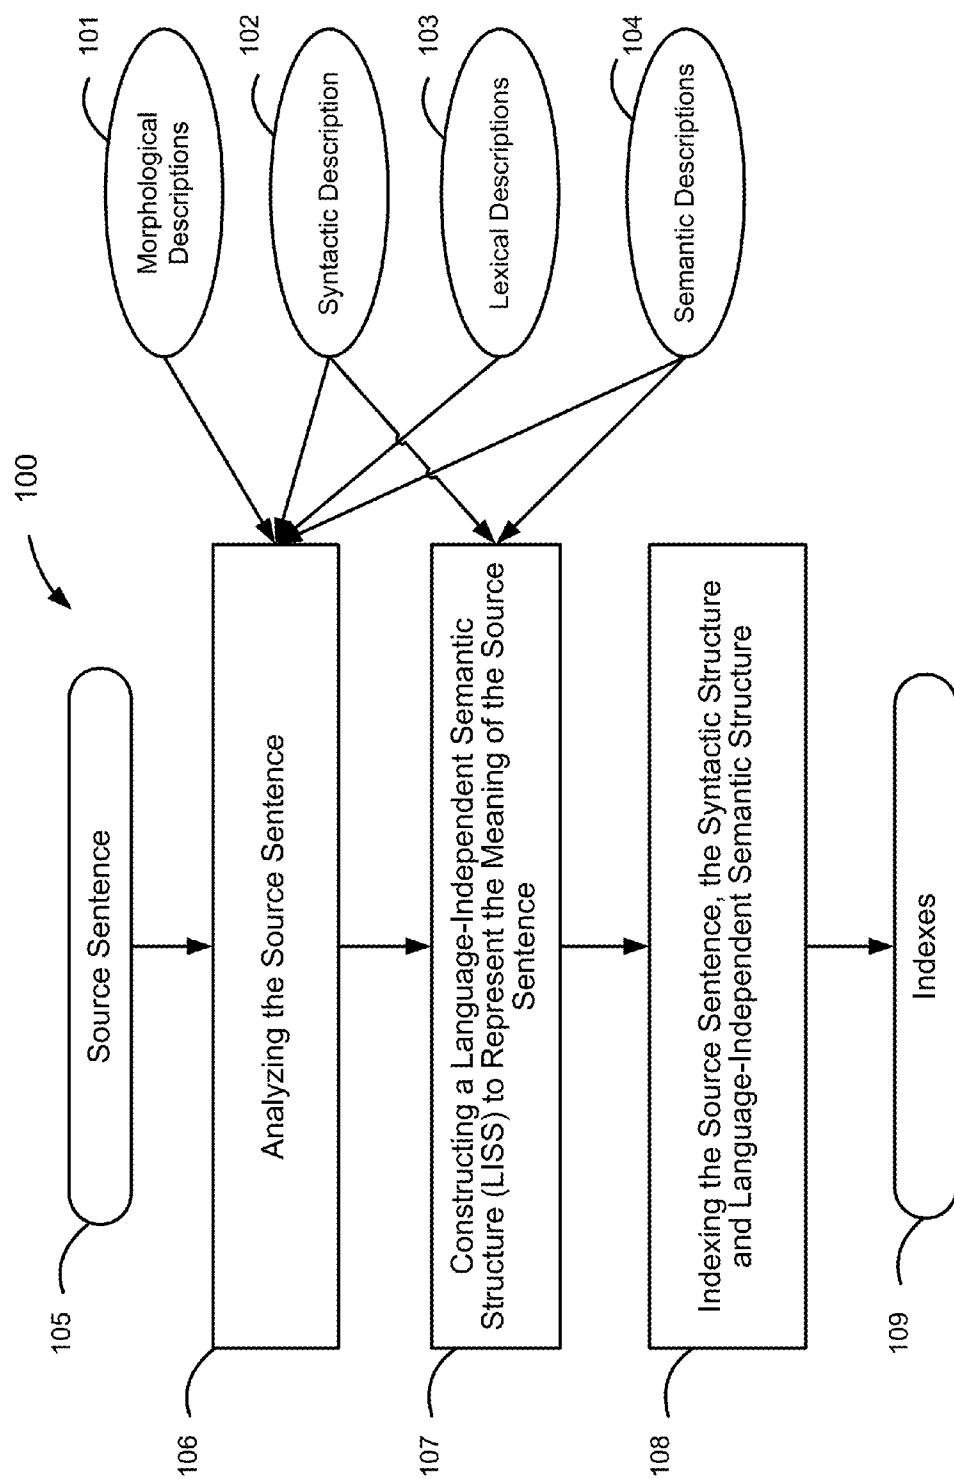 100
105
Source Sentence
106
Analyzing the Source Sentence
107
Constructing a Language-Independent Semantic
Structure (LISS) to Represent the Meaning of the Source
Sentence
108
Indexing the Source Sentence, the Syntactic Structure
and Language-Independent Semantic Structure
109
Indexes
101
Morphological
Descriptions
102
Syntactic Description
103
Lexical Descriptions
104
Semantic Descriptions